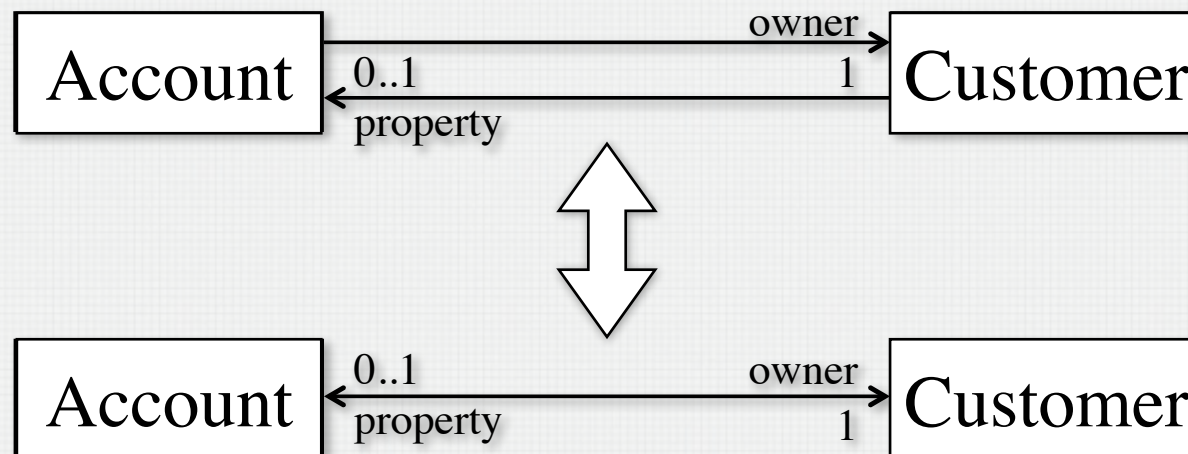 owner
Account 0..1 1 Customer
property
Account 0..1 owner Customer
property 1